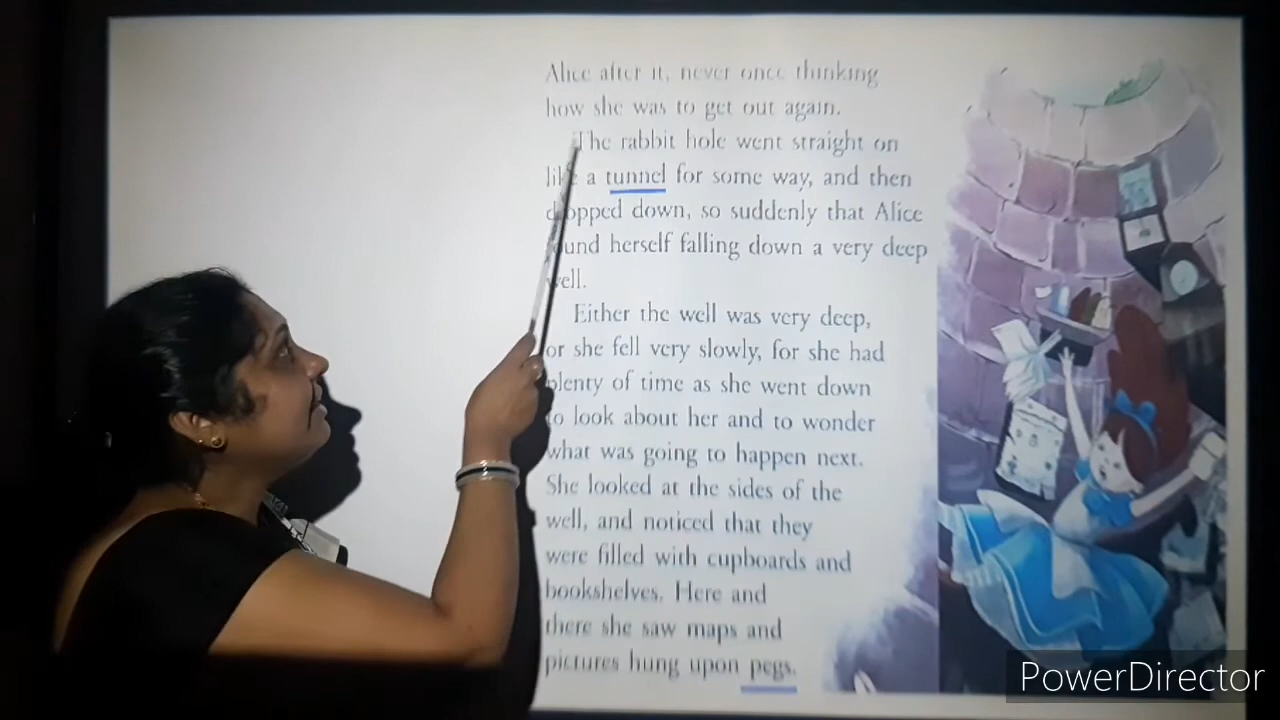 Alice after it, never once thinking
how she was to get out again.
The rabbit hole went straight on
like a tunnel for some way, and then
dropped down, so suddenly that Alice
found herself falling down a very deep
well.
Either the well was very deep,
or she fell very slowly, for she had
plenty of time as she went down
to look about her and to wonder
what was going to happen next.
She looked at the sides of the
well, and noticed that they
were filled with cupboards and
bookshelves. Here and
there she saw maps and
pictures hung upon pegs.
PowerDirector